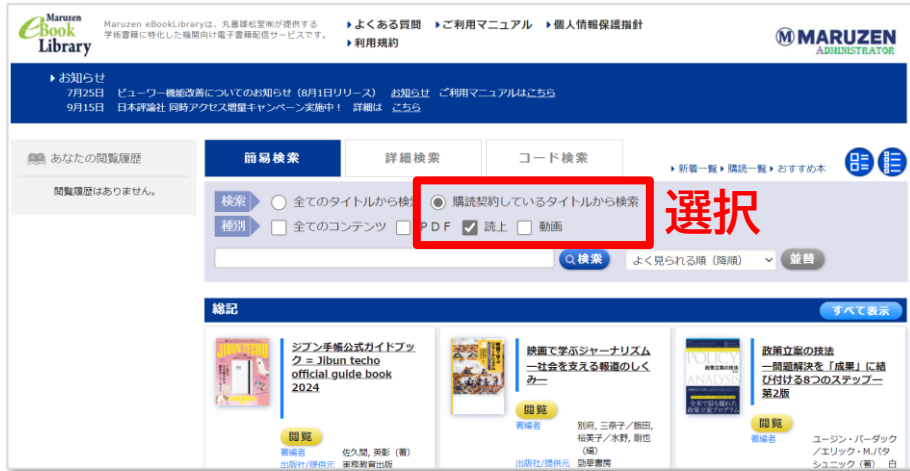 Maruzen
eBook
Library
Maruzen eBookLibraryは、丸善雄松堂㈱が提供する
学術書籍に特化した機関向け電子書籍配信サービスです。
よくある質問 ご利用マニュアル 個人情報保護指針
利用規約
MARUZEN
ADMINISTRATOR
お知らせ
7月25日 ビューワー機能改善についてのお知らせ（8月1日リリース） お知らせ ご利用マニュアルはこちら
9月15日 日本評論社 同時アクセス増量キャンペーン実施中！ 詳細は こちら
あなたの閲覧履歴
閲覧履歴はありません。
簡易検索 詳細検索 コード検索
新着一覧 購読一覧 おすすめ本
検索 全てのタイトルから検 購読契約しているタイトルから検索
種別 全てのコンテンツ PDF 読上 動画
選択
検索 よく見られる順（降順） 並替
総記 すべて表示
JIBUN TECHO
ジブン手帳公式ガイドブッ
ク = Jibun techo
official guide book
2024
閲覧
著編者 佐久間, 英彰（著）
出版社/提供元 実務教育出版
映画で学ぶジャーナリズム
―社会を支える報道のしく
み―
閲覧
著編者 別府, 三奈子／飯田,
裕美子／水野, 剛也
（編）
出版社/提供元 勁草書房
POLICY
政策立案の技法
ANALYSIS
政策立案の技法
―問題解決を「成果」に結
び付ける8つのステップ―
第2版
閲覧
著編者 ユージン・バーダック
／エリック・M.パタ
シュニック（著） 白